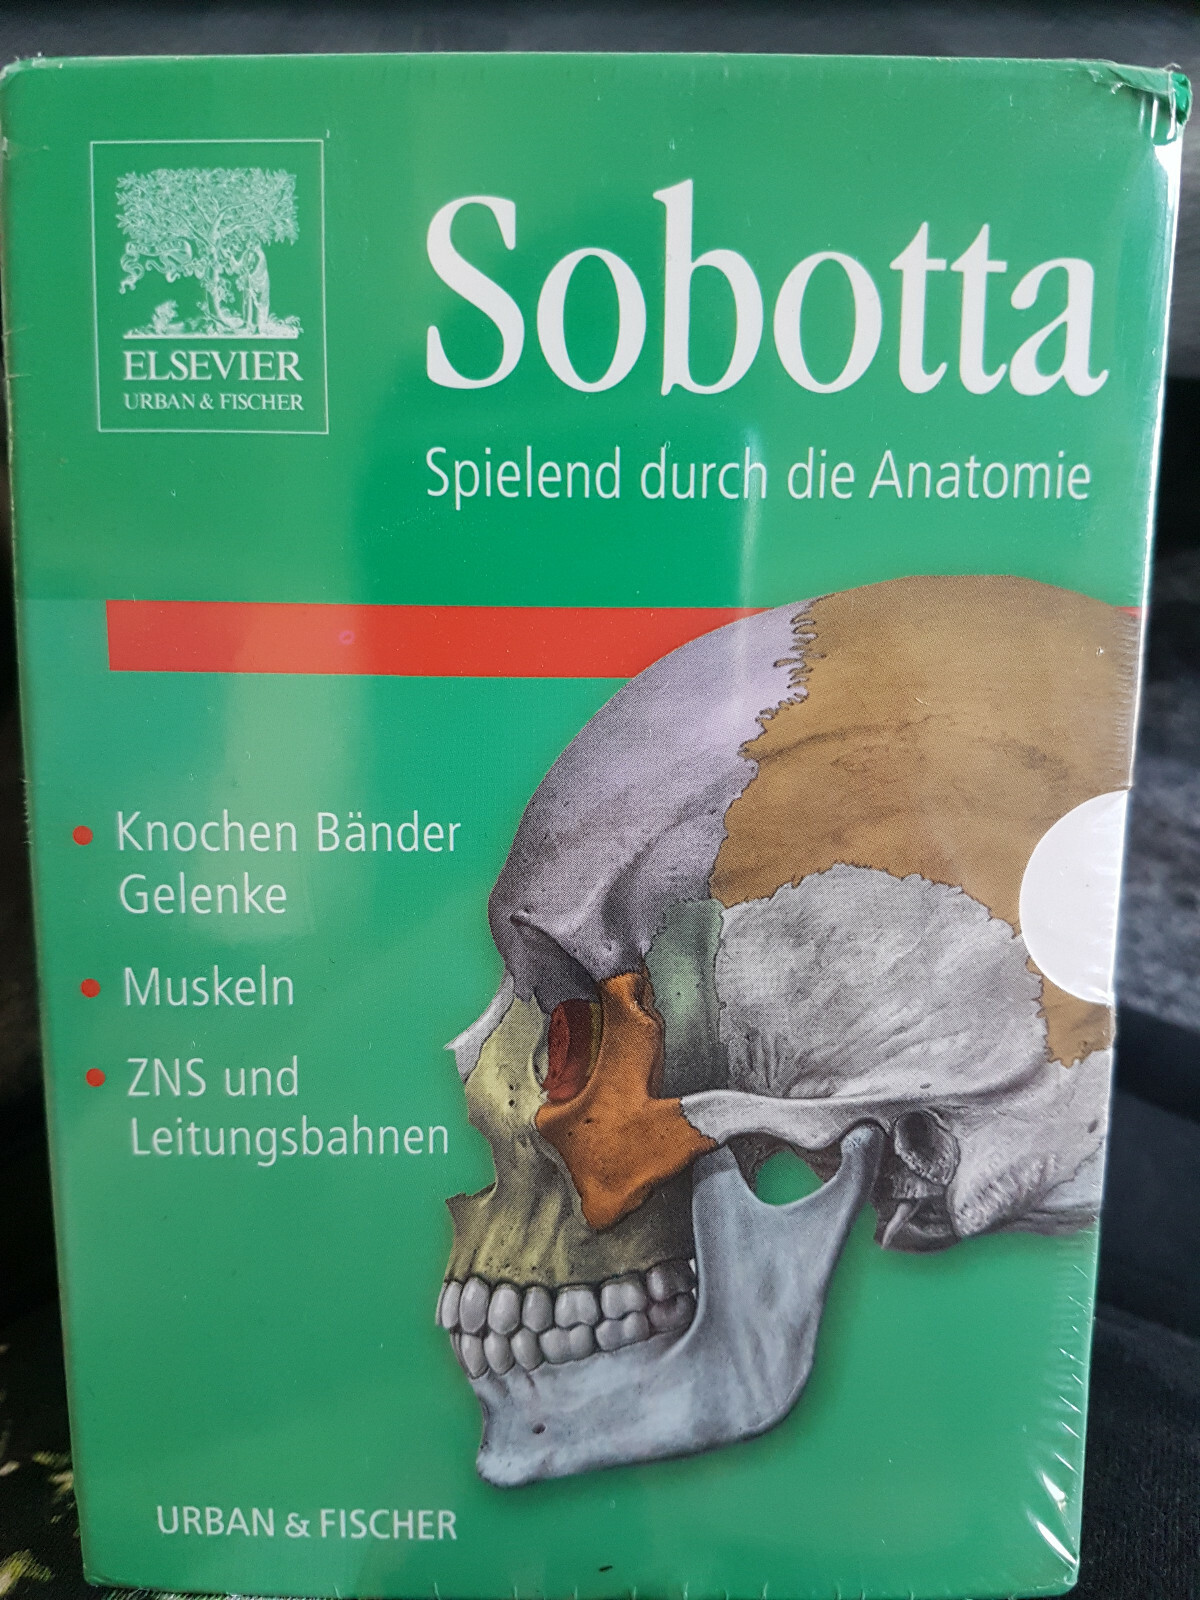 ELSEVIER
URBAN & FISCHER
Sobotta
Spielend durch die Anatomie
• Knochen Bänder
Gelenke
• Muskeln
• ZNS und
Leitungsbahnen
URBAN & FISCHER